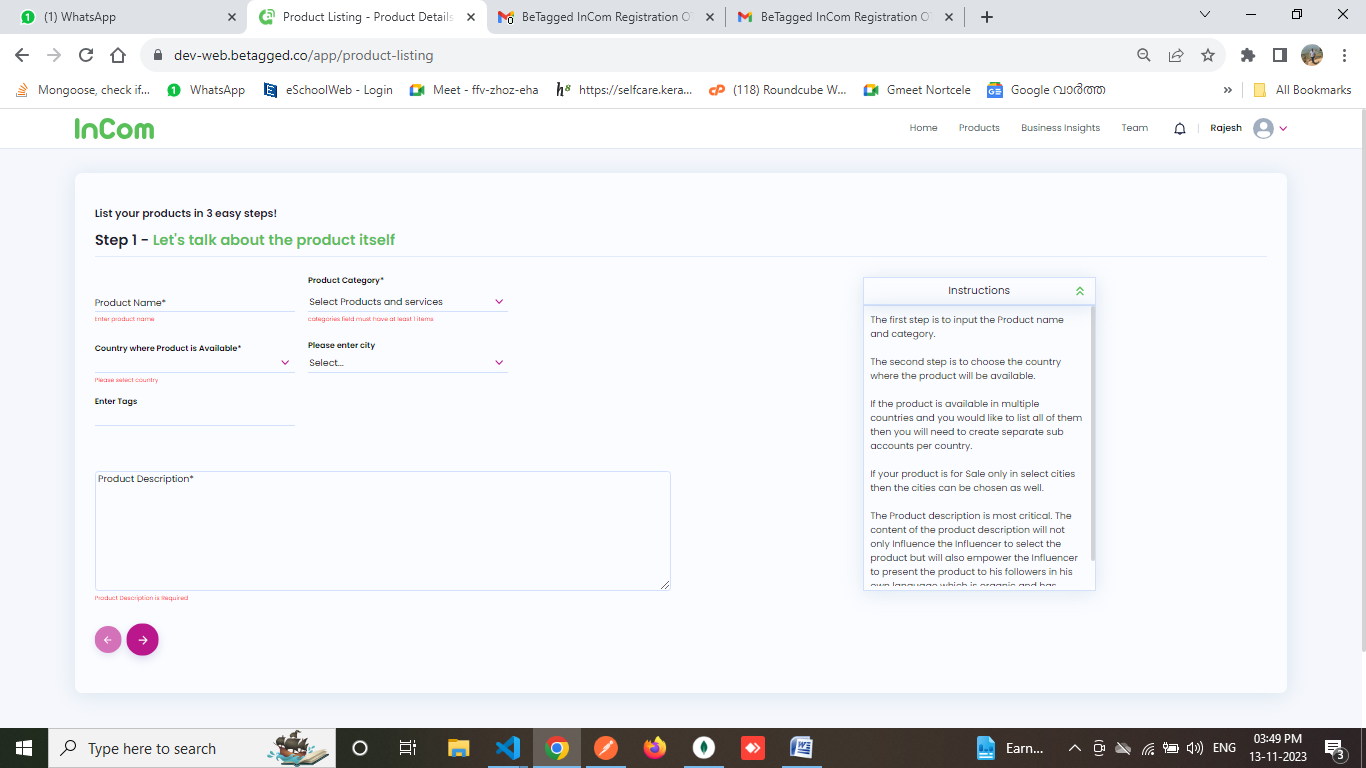 (1) WhatsApp
Product Listing - Product Details
BeTagged InCom Registration O
BeTagged InCom Registration O
dev-web.betagged.co/app/product-listing
Mongoose, check if...
WhatsApp
eSchoolWeb - Login
Meet - ffv-zhoz-eha
https://selfcare.kera...
(118) Roundcube W...
Gmeet Nortcele
Google വാർത്ത
»
All Bookmarks
InCom
Home
Products
Business Insights
Team
Rajesh
List your products in 3 easy steps!
Step 1 - Let's talk about the product itself
Product Category*
Product Name*
Select Products and services
Enter product name
categories field must have at least 1 items
Country where Product is Available*
Please enter city
Select...
Please select country
Enter Tags
Product Description*
Product Description is Required
Instructions
The first step is to input the Product name
and category.
The second step is to choose the country
where the product will be available.
If the product is available in multiple
countries and you would like to list all of them
then you will need to create separate sub
accounts per country.
If your product is for Sale only in select cities
then the cities can be chosen as well.
The Product description is most critical. The
content of the product description will not
only Influence the Influencer to select the
product but will also empower the Influencer
to present the product to his followers in his
own language which is organic and has
Type here to search
Earn...
ENG
03:49 PM
13-11-2023
3